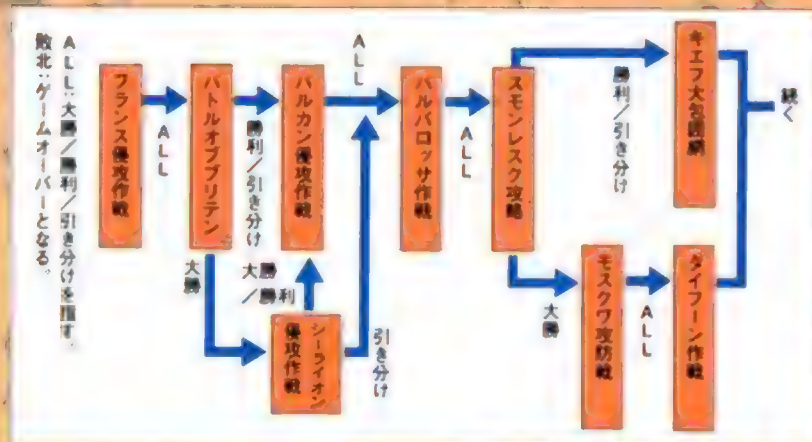 ALL:大勝/勝利/引き分けを指す。
敗北:ゲームオーバーとなる。
フランス侵攻作戦
ALL
バトルオブブリテン
勝利/引き分け
大勝
バルカン侵攻作戦
大勝
/勝利
シーライオン
侵攻作戦
引き分け
ALL
バルバロッサ作戦
ALL
スモンレスク攻略
勝利/引き分け
大勝
キエフ大包囲網
モスクワ攻防戦
ALL
タイフーン作戦
続く